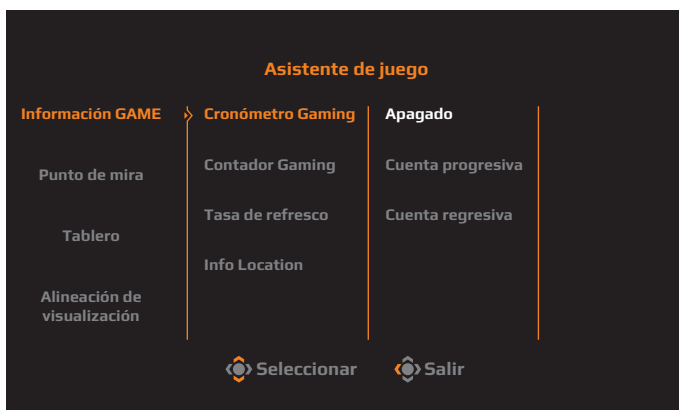 Asistente de juego
Información GAME
Cronómetro Gaming
Apagado
Punto de mira
Contador Gaming
Cuenta progresiva
Tablero
Tasa de refresco
Cuenta regresiva
Info Location
Alineación de
visualización
Seleccionar
Salir